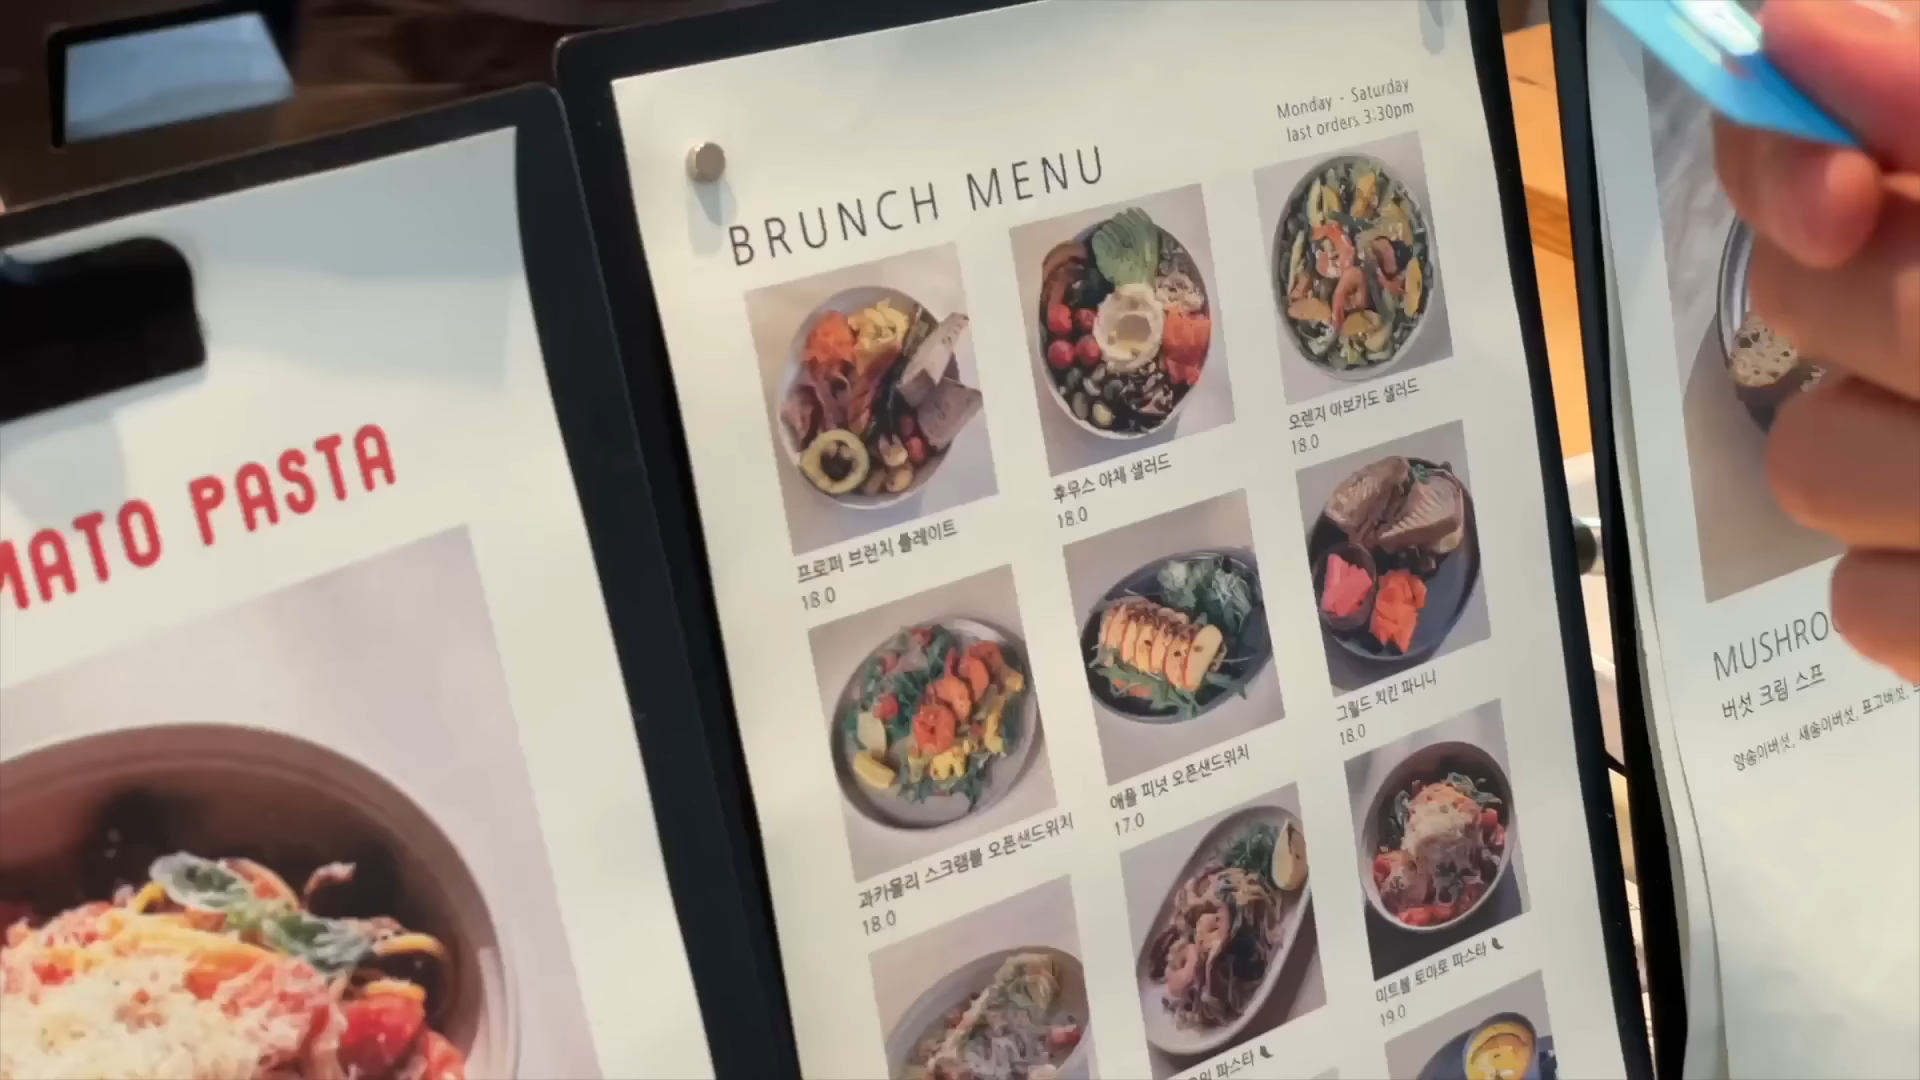 MATO PASTA
BRUNCH MENU
Monday - Saturday
last orders 3:30pm
프로퍼 브런치 플레이트
18.0
후무스 야채 샐러드
18.0
오렌지 아보카도 샐러드
18.0
과카몰리 스크램블 오픈샌드위치
18.0
애플 피넛 오픈샌드위치
17.0
그릴드 치킨 파니니
18.0
파스타
미트볼 토마토 파스타
19.0
MUSHRO
버섯 크림 스프
양송이버섯, 새송이버섯, 표고버섯,